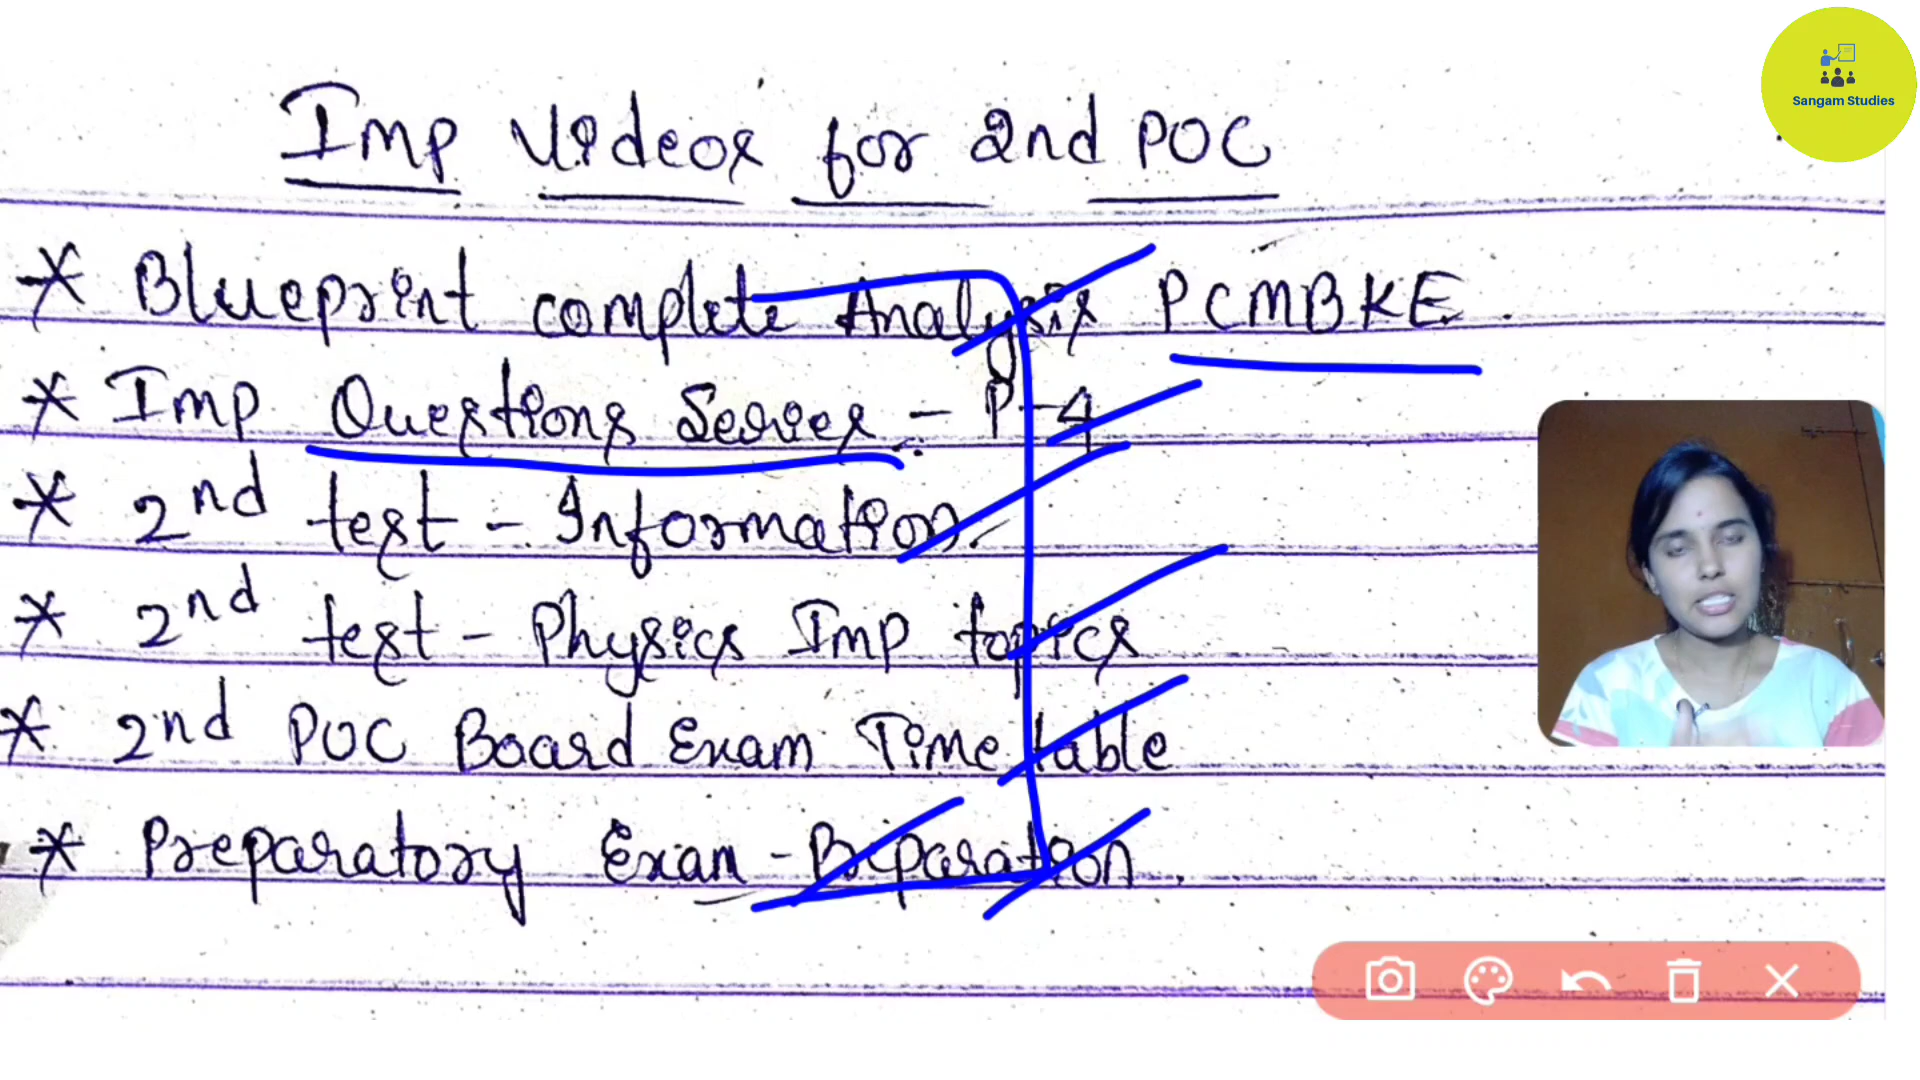 Sangam Studies
Imp Videos for 2nd PUC
* Blueprint complete Analysis PCMBKE.
* Imp Questions Series - P-4
* 2nd test - Information.
* 2nd test - Physics Imp topics
* 2nd PUC Board Exam Time table
* Preparatory Exam - Priparation.